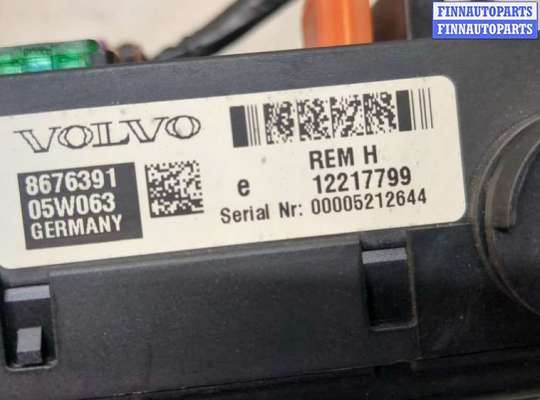 FINNAUTOPARTS
FINNAUTOPARTS
VOLVO
8676391
05W063
GERMANY
REM H
e 12217799
Serial Nr: 00005212644